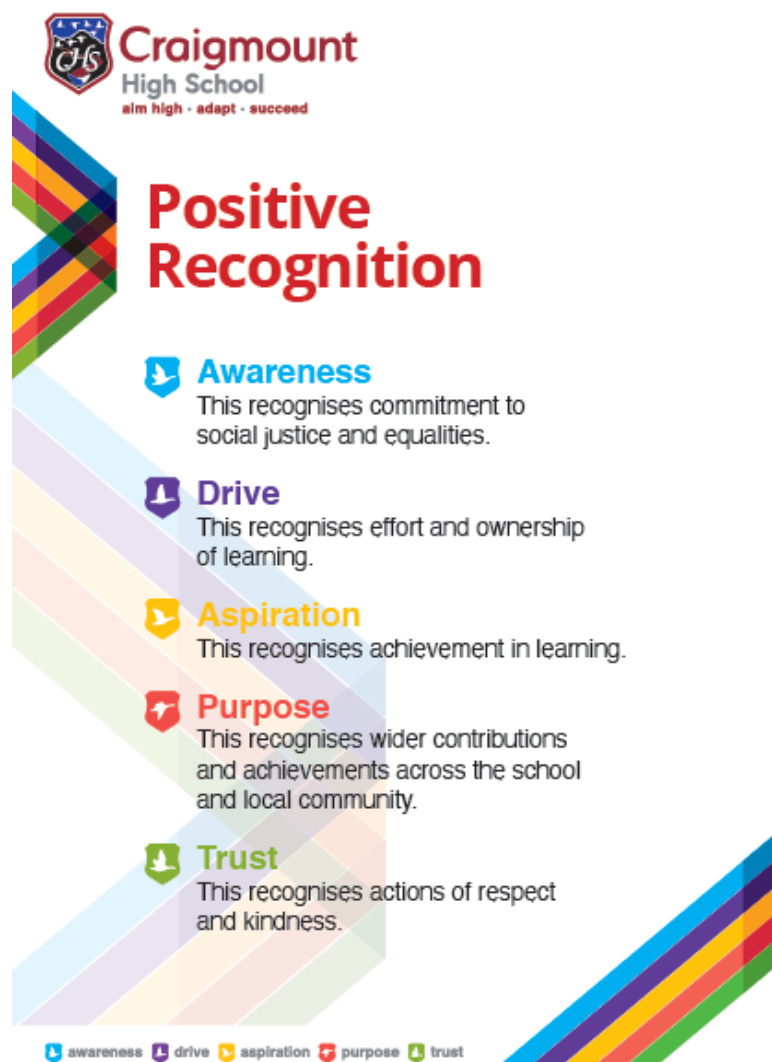 CHS
Craigmount
High School
aim high · adapt · succeed
Positive
Recognition
Awareness
This recognises commitment to
social justice and equalities.
Drive
This recognises effort and ownership
of learning.
Aspiration
This recognises achievement in learning.
Purpose
This recognises wider contributions
and achievements across the school
and local community.
Trust
This recognises actions of respect
and kindness.
awareness drive aspiration purpose trust